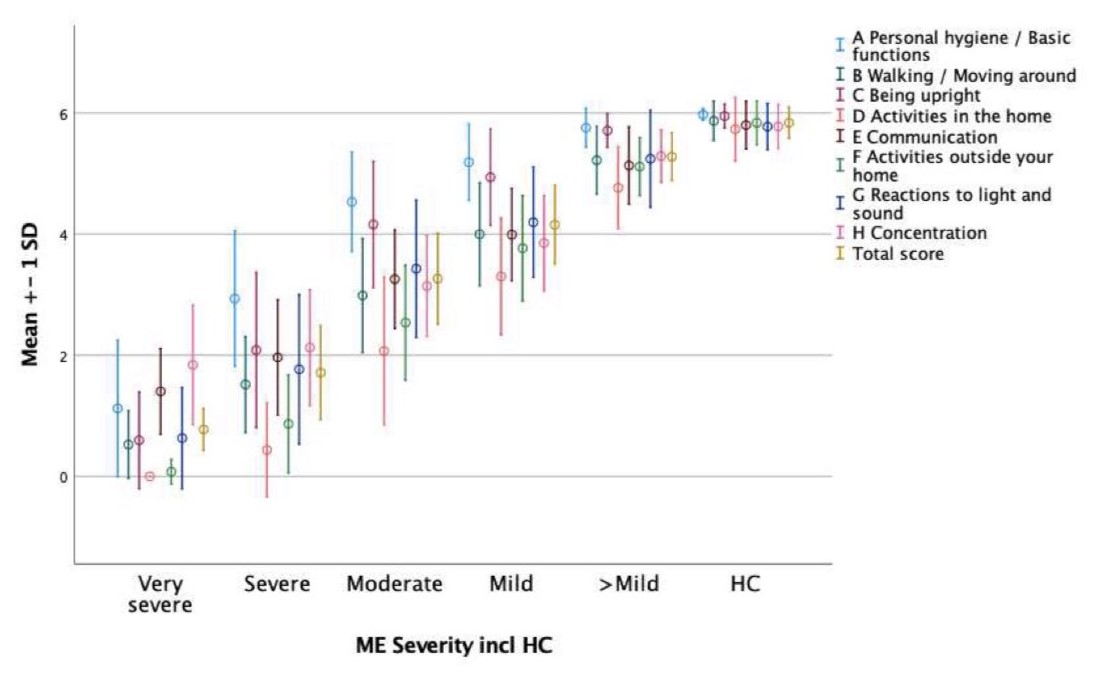 Mean +- 1 SD
6
4
2
0
Very
severe
Severe
Moderate
Mild
>Mild
HC
ME Severity incl HC
A Personal hygiene / Basic
functions
B Walking / Moving around
C Being upright
D Activities in the home
E Communication
F Activities outside your
home
G Reactions to light and
sound
H Concentration
Total score